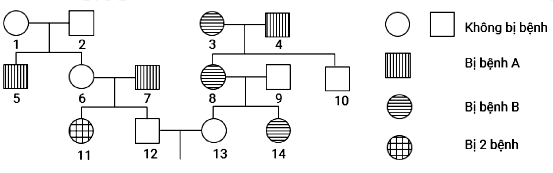 1 2 3 4
Không bị bệnh
5 6 7 8 9 10
Bị bệnh A
Bị bệnh B
11 12 13 14
Bị 2 bệnh